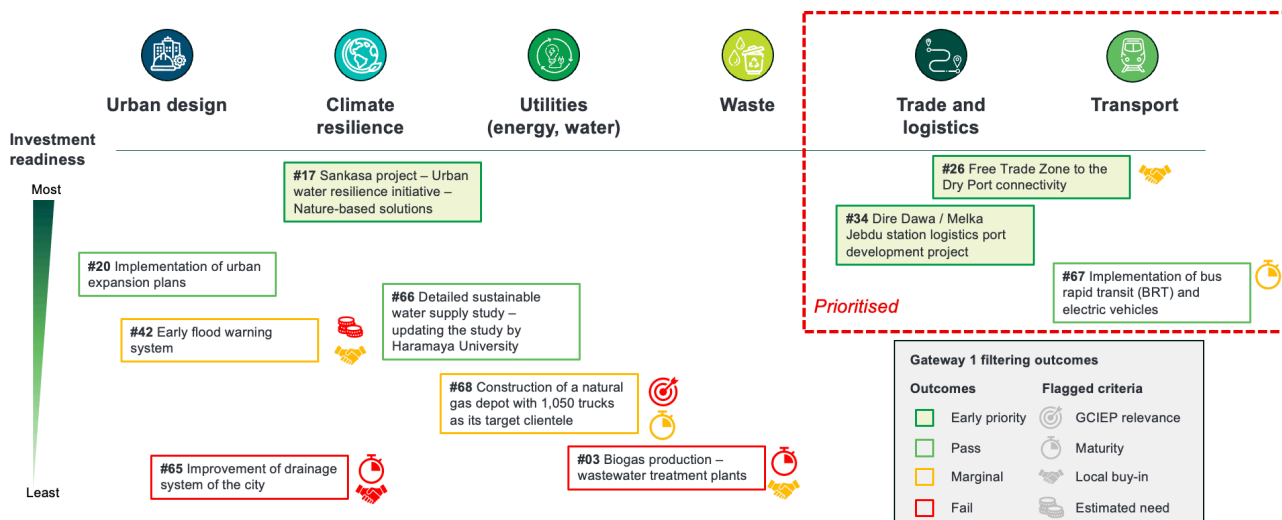 Urban design
Climate
resilience
Utilities
(energy, water)
Waste
Trade and
logistics
Transport
Investment
readiness
Most
Least
#17 Sankasa project – Urban
water resilience initiative –
Nature-based solutions
#26 Free Trade Zone to the
Dry Port connectivity
#34 Dire Dawa / Melka
Jebdu station logistics port
development project
#20 Implementation of urban
expansion plans
#66 Detailed sustainable
water supply study –
updating the study by
Haramaya University
#67 Implementation of bus
rapid transit (BRT) and
electric vehicles
Prioritised
#42 Early flood warning
system
#68 Construction of a natural
gas depot with 1,050 trucks
as its target clientele
#65 Improvement of drainage
system of the city
#03 Biogas production –
wastewater treatment plants
Gateway 1 filtering outcomes
Outcomes
Flagged criteria
Early priority
GCIEP relevance
Pass
Maturity
Marginal
Local buy-in
Fail
Estimated need